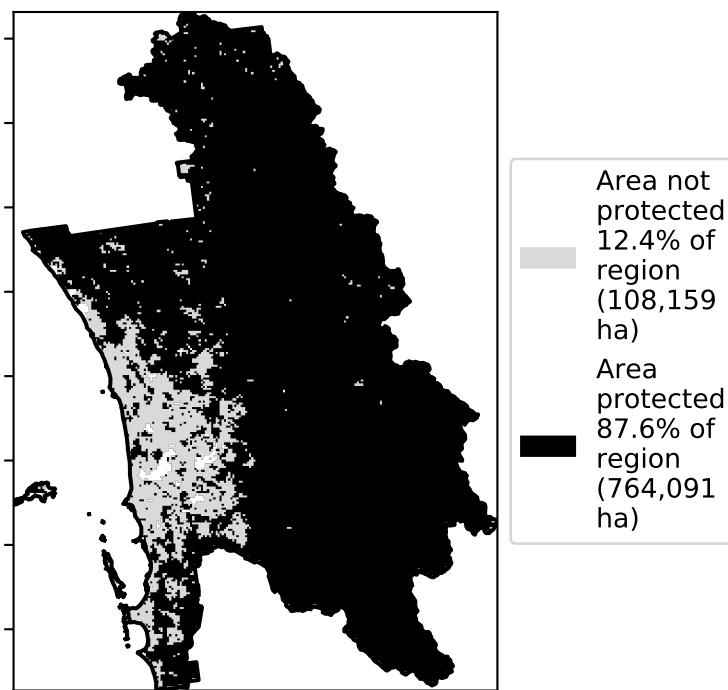 Area not
protected
12.4% of
region
(108,159
ha)
Area
protected
87.6% of
region
(764,091
ha)